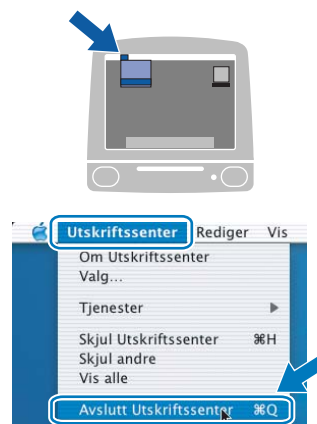 Utskriftssenter Rediger Vis
Om Utskriftssenter
Valg...
Tjenester
Skjul Utskriftssenter ⌘H
Skjul andre
Vis alle
Avslutt Utskriftssenter ⌘Q